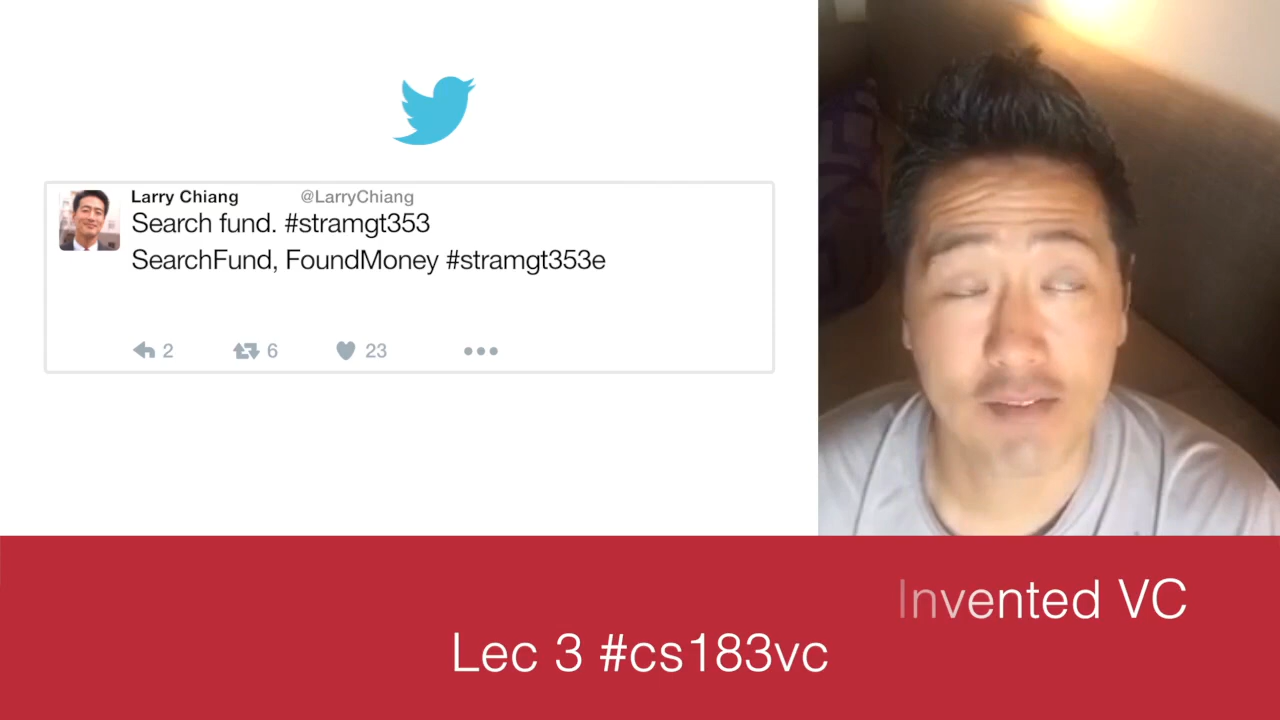 Larry Chiang @LarryChiang
Search fund. #stramgt353
SearchFund, FoundMoney #stramgt353e
2 6 23
Invented VC
Lec 3 #cs183vc